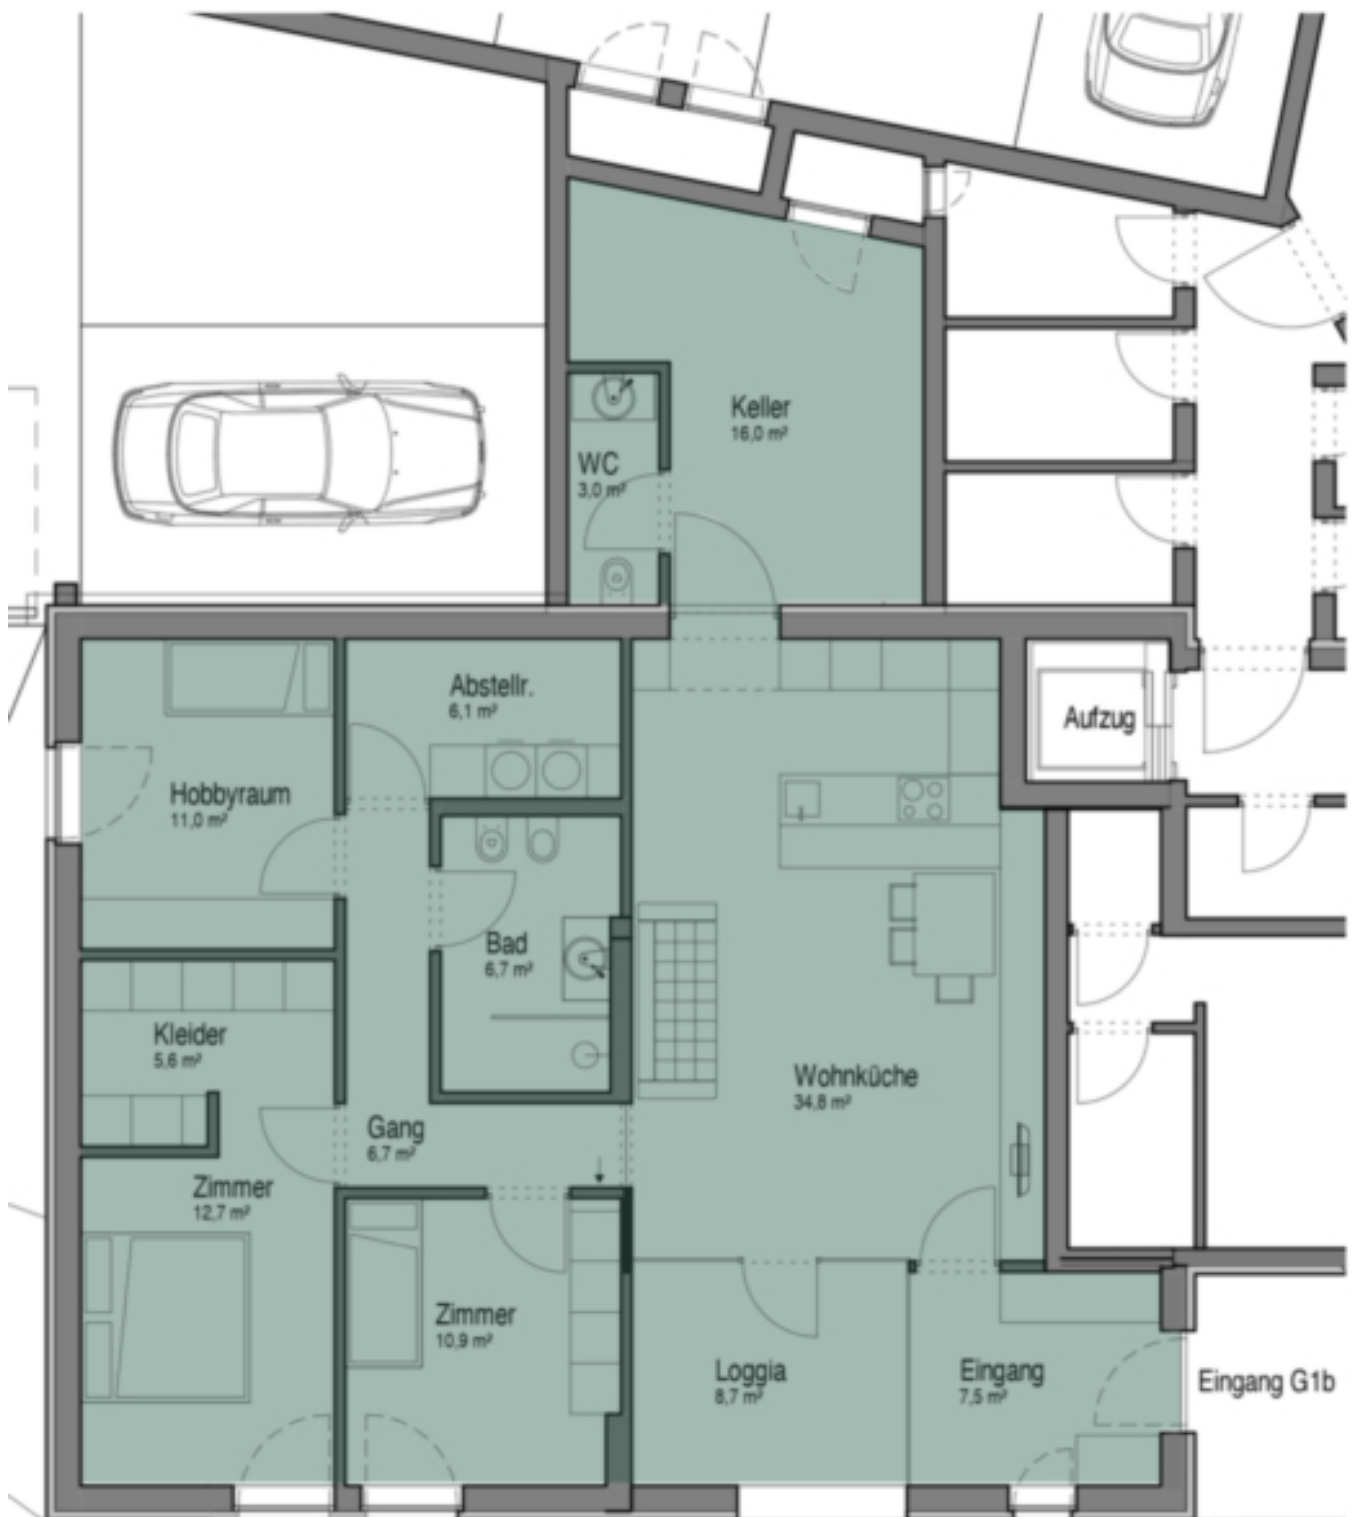 Keller
16,0 m²
WC
3,0 m²
Abstellr.
6,1 m²
Aufzug
Hobbyraum
11,0 m²
Bad
6,7 m²
Kleider
5,6 m²
Wohnküche
34,8 m²
Gang
6,7 m²
Zimmer
12,7 m²
Zimmer
10,9 m²
Loggia
8,7 m²
Eingang
7,5 m²
Eingang G1b